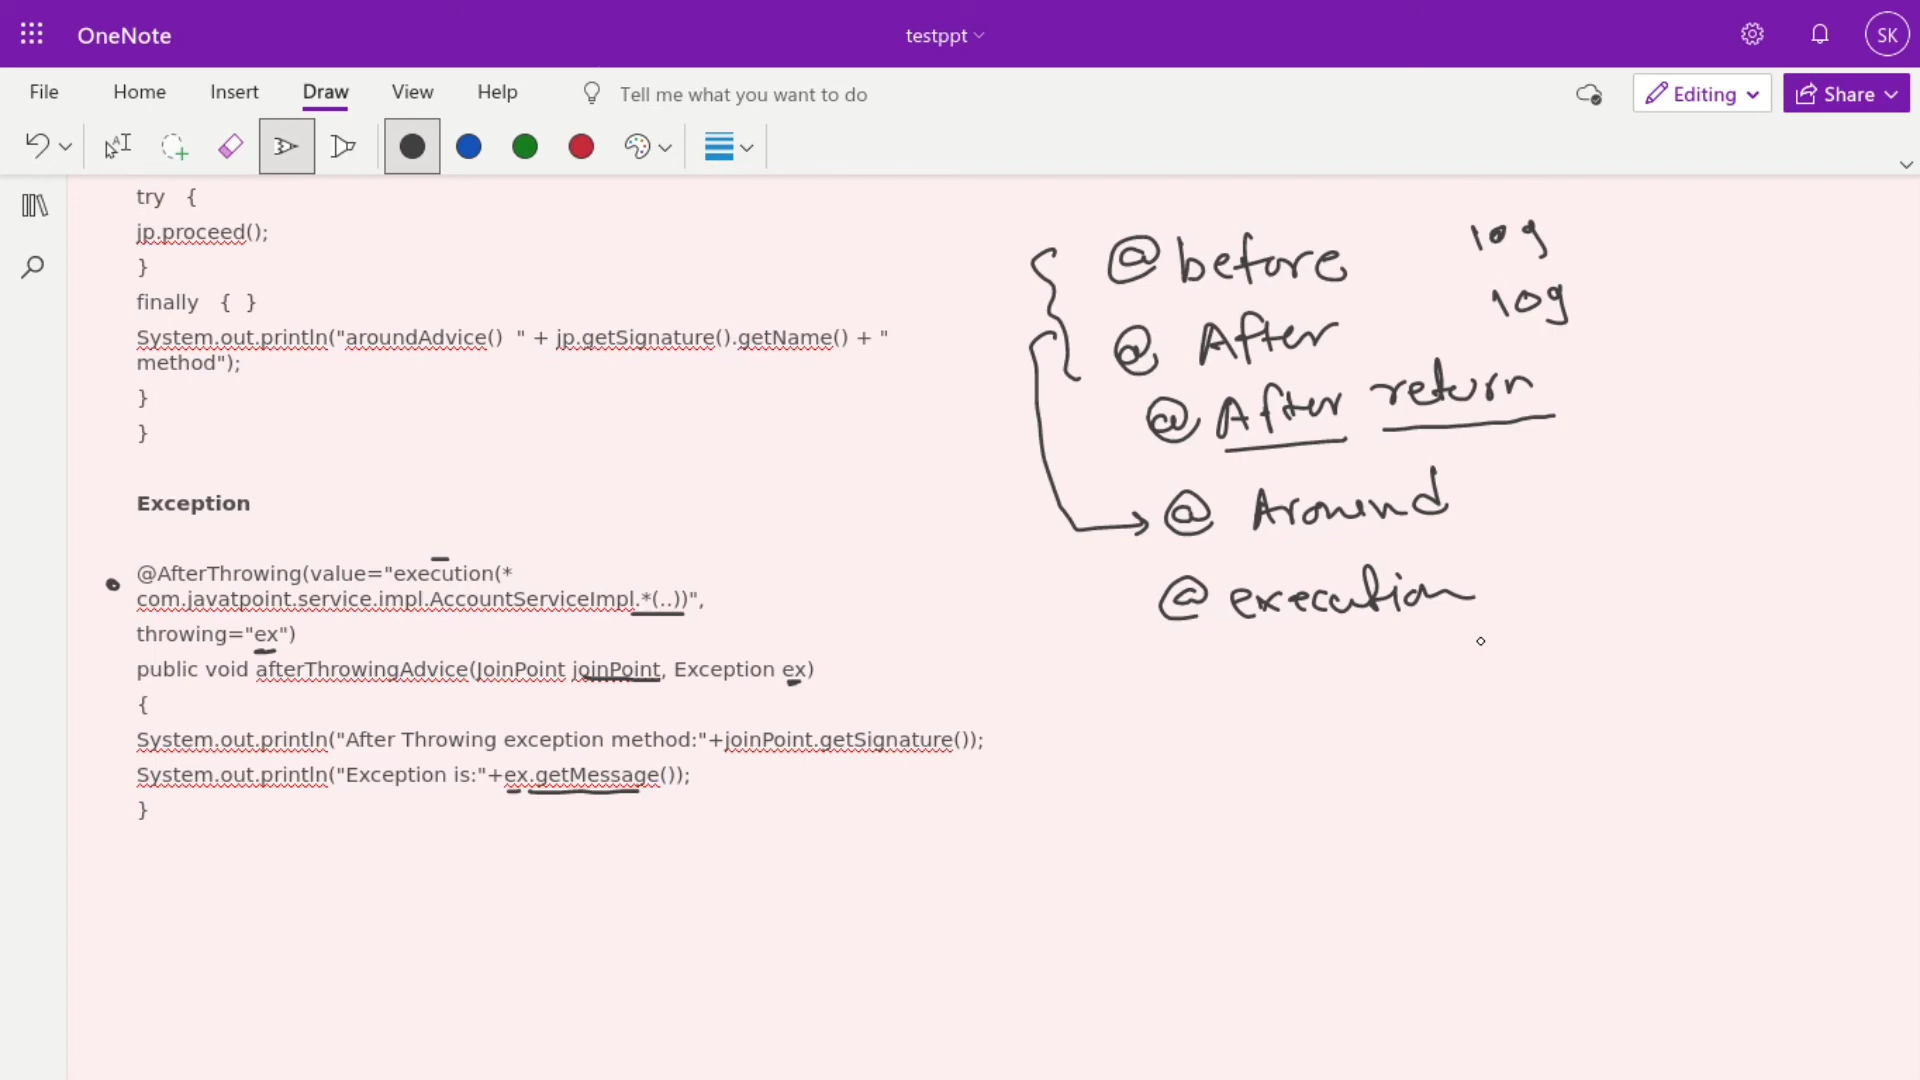 OneNote
testppt
SK
File Home Insert Draw View Help Tell me what you want to do Editing Share
try {
jp.proceed();
}
finally { }
System.out.println("aroundAdvice() " + jp.getSignature().getName() + "
method");
}
}
Exception
@AfterThrowing(value="execution(*
com.javatpoint.service.impl.AccountServiceImpl.*(..))",
throwing="ex")
public void afterThrowingAdvice(JoinPoint joinPoint, Exception ex)
{
System.out.println("After Throwing exception method:"+joinPoint.getSignature());
System.out.println("Exception is:"+ex.getMessage());
}
@before log
@ After log
@ After return
@ Around
@ execution